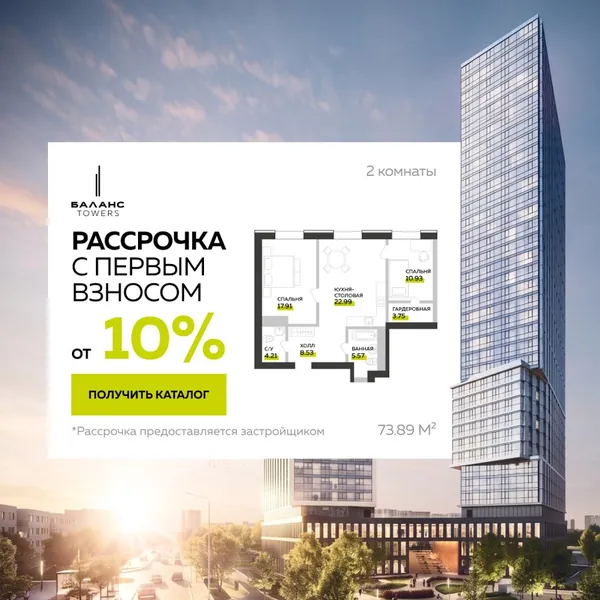 БАЛАНС
TOWERS
2 комнаты
РАССРОЧКА
С ПЕРВЫМ
ВЗНОСОМ
от 10%
ПОЛУЧИТЬ КАТАЛОГ
СПАЛЬНЯ
17.91
КУХНЯ-
СТОЛОВАЯ
22.99
СПАЛЬНЯ
10.93
ГАРДЕРОБНАЯ
3.75
С/У
4.21
ХОЛЛ
8.53
ВАННАЯ
5.57
*Рассрочка предоставляется застройщиком
73.89 М²